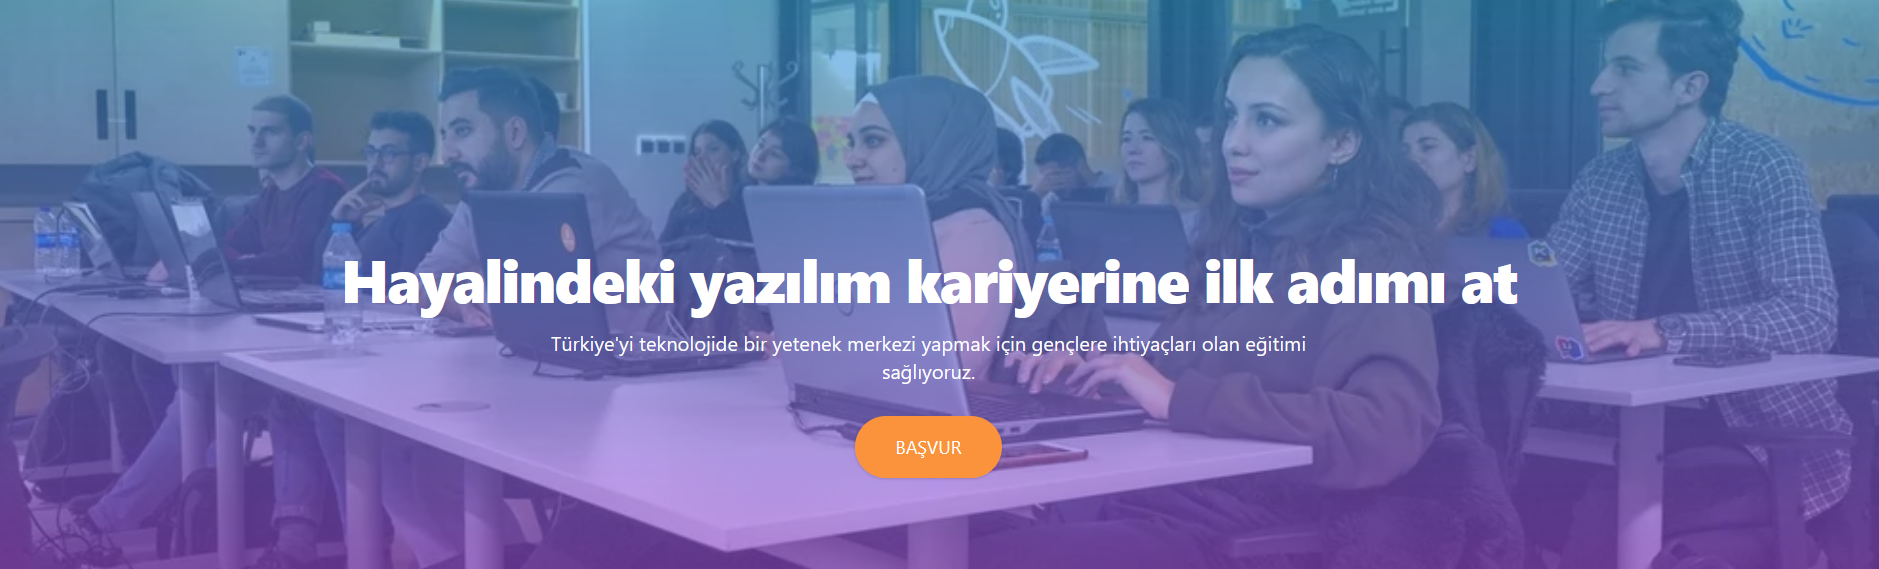 Hayalindeki yazılım kariyerine ilk adımı at
Türkiye'yi teknolojide bir yetenek merkezi yapmak için gençlere ihtiyaçları olan eğitimi
sağlıyoruz.
BAŞVUR